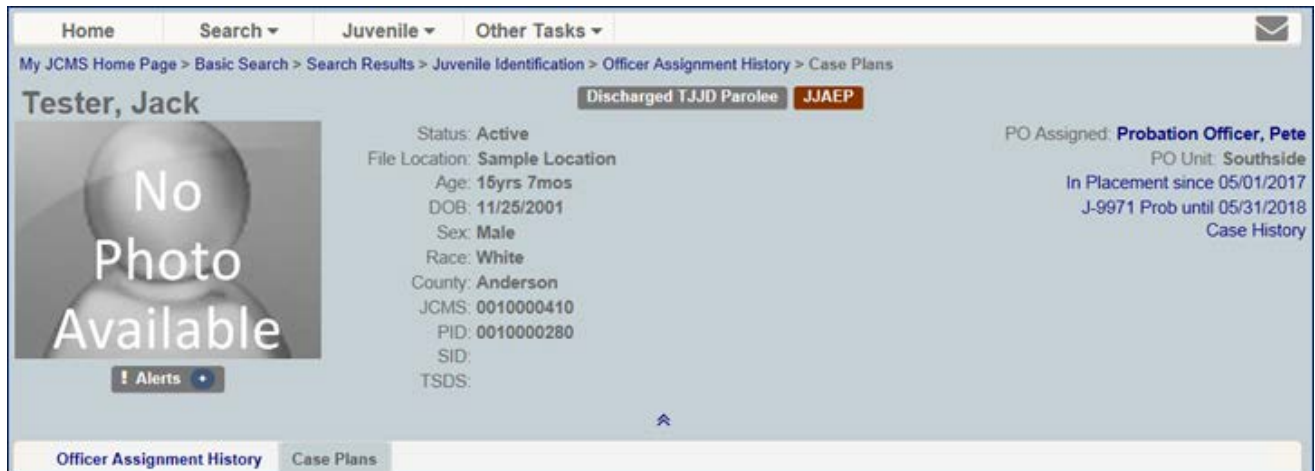 Home Search Juvenile Other Tasks
My JCMS Home Page > Basic Search > Search Results > Juvenile Identification > Officer Assignment History > Case Plans
Tester, Jack
Discharged TJJD Parolee JJAEP
No
Photo
Available
! Alerts +
Status: Active
File Location: Sample Location
Age: 15yrs 7mos
DOB: 11/25/2001
Sex: Male
Race: White
County: Anderson
JCMS: 0010000410
PID: 0010000280
SID:
TSDS:
PO Assigned: Probation Officer, Pete
PO Unit: Southside
In Placement since 05/01/2017
J-9971 Prob until 05/31/2018
Case History
Officer Assignment History Case Plans